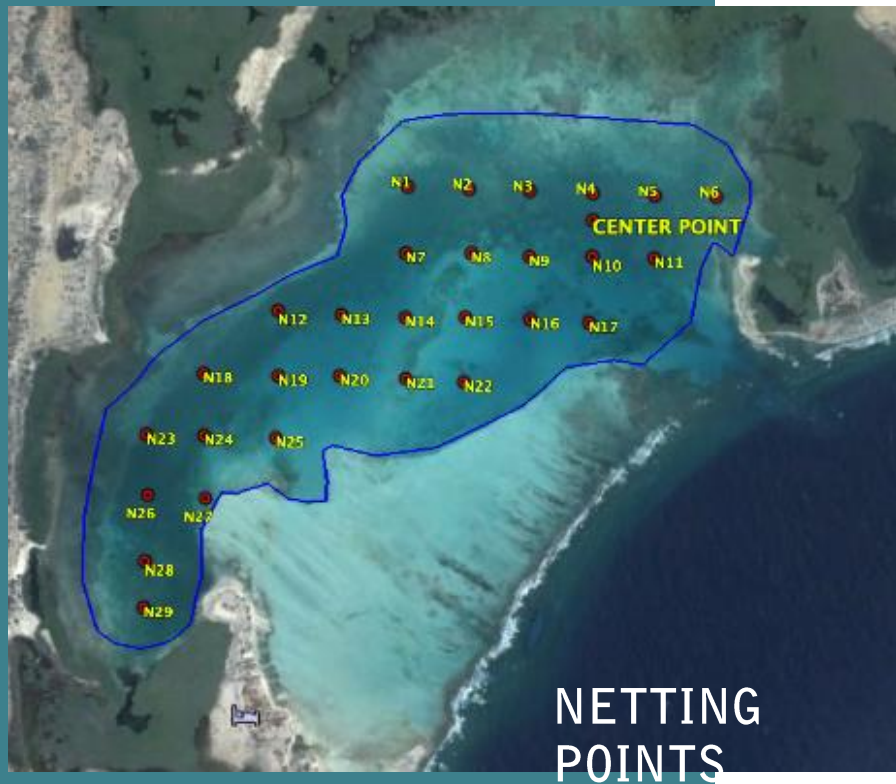 N1 N2 N3 N4 N5 N6
CENTER POINT
N7 N8 N9 N10 N11
N12 N13 N14 N15 N16 N17
N18 N19 N20 N21 N22
N23 N24 N25
N26 N27
N28
N29
NETTING
POINTS